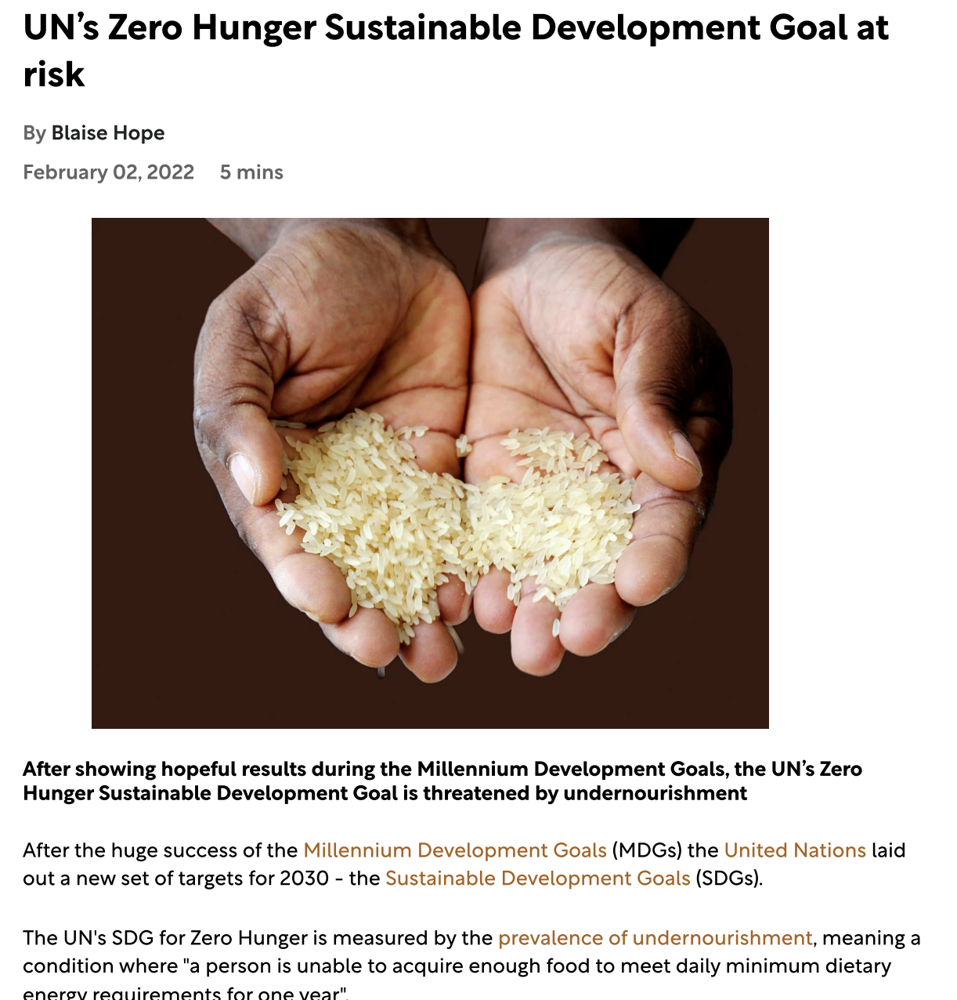 UN’s Zero Hunger Sustainable Development Goal at
risk
By Blaise Hope
February 02, 2022 5 mins
After showing hopeful results during the Millennium Development Goals, the UN’s Zero
Hunger Sustainable Development Goal is threatened by undernourishment
After the huge success of the Millennium Development Goals (MDGs) the United Nations laid
out a new set of targets for 2030 - the Sustainable Development Goals (SDGs).
The UN's SDG for Zero Hunger is measured by the prevalence of undernourishment, meaning a
condition where "a person is unable to acquire enough food to meet daily minimum dietary
energy requirements for one year".